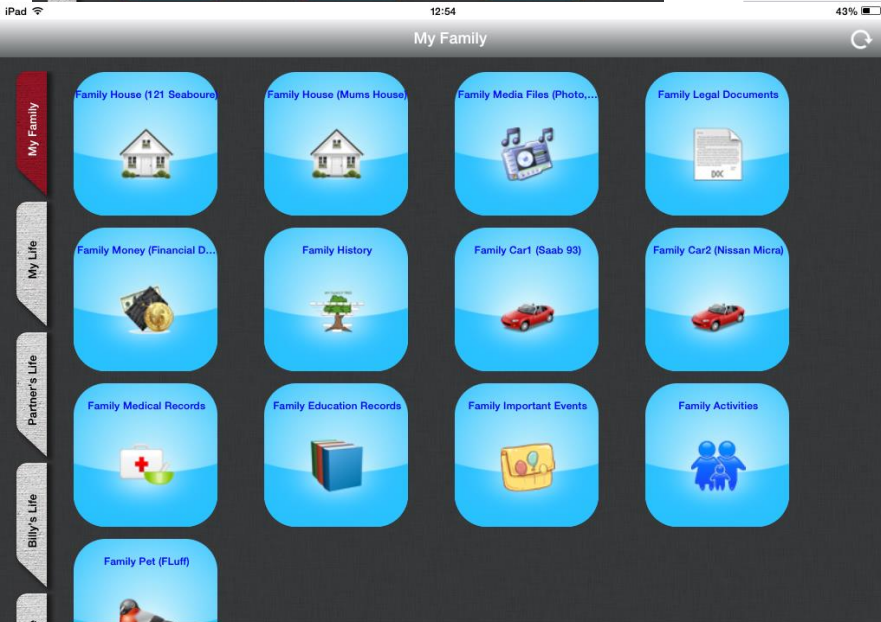 iPad
12:54
43%
My Family
My Family
My Life
Partner's Life
Billy's Life
Family House (121 Seaboure)
Family House (Mums House)
Family Media Files (Photo,...
Family Legal Documents
DOC
Family Money (Financial D...
Family History
Family Car1 (Saab 93)
Family Car2 (Nissan Micra)
Family Medical Records
Family Education Records
Family Important Events
Family Activities
Family Pet (FLuff)